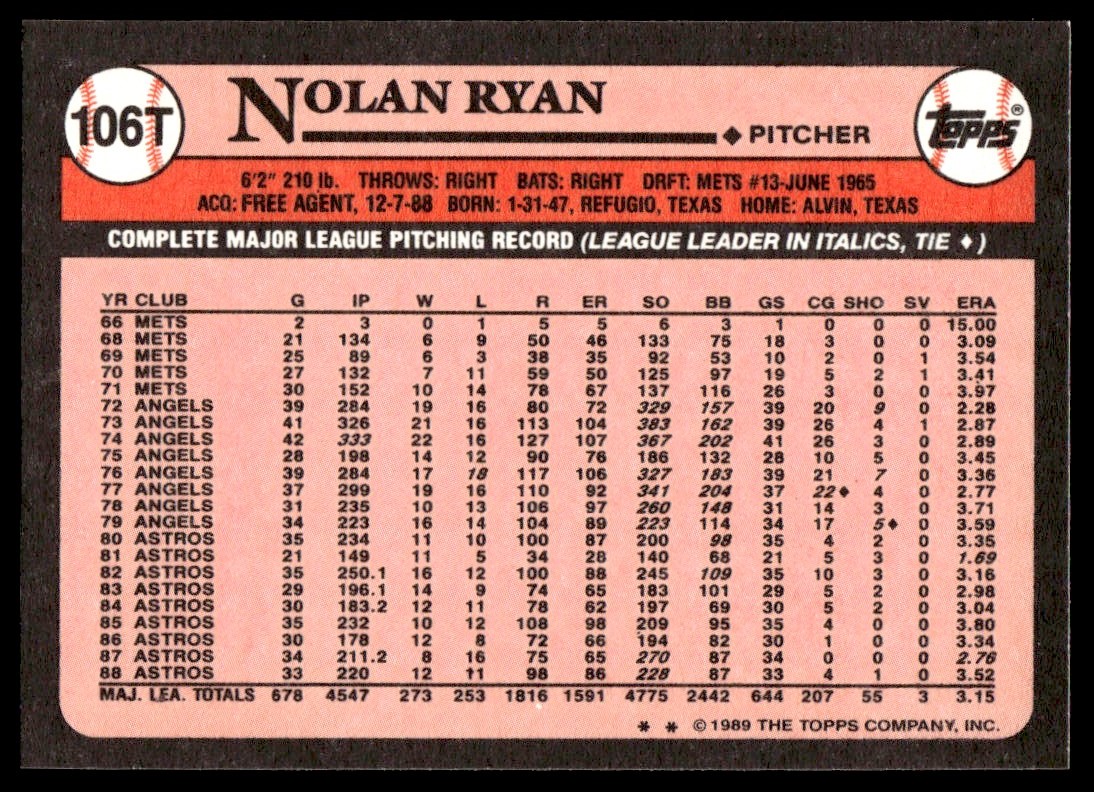 106T
NOLAN RYAN
◆ PITCHER
TOPPS®
6'2" 210 lb. THROWS: RIGHT BATS: RIGHT DRFT: METS #13-JUNE 1965
ACQ: FREE AGENT, 12-7-88 BORN: 1-31-47, REFUGIO, TEXAS HOME: ALVIN, TEXAS
COMPLETE MAJOR LEAGUE PITCHING RECORD (LEAGUE LEADER IN ITALICS, TIE ♦)
YR CLUB G IP W L R ER SO BB GS CG SHO SV ERA
66 METS 2 3 0 1 5 5 6 3 1 0 0 0 15.00
68 METS 21 134 6 9 50 46 133 75 18 3 0 0 3.09
69 METS 25 89 6 3 38 35 92 53 10 2 0 1 3.54
70 METS 27 132 7 11 59 50 125 97 19 5 2 1 3.41
71 METS 30 152 10 14 78 67 137 116 26 3 0 0 3.97
72 ANGELS 39 284 19 16 80 72 329 157 39 20 9 0 2.28
73 ANGELS 41 326 21 16 113 104 383 162 39 26 4 1 2.87
74 ANGELS 42 333 22 16 127 107 367 202 41 26 3 0 2.89
75 ANGELS 28 198 14 12 90 76 186 132 28 10 5 0 3.45
76 ANGELS 39 284 17 18 117 106 327 183 39 21 7 0 3.36
77 ANGELS 37 299 19 16 110 92 341 204 37 22♦ 4 0 2.77
78 ANGELS 31 235 10 13 106 97 260 148 31 14 3 0 3.71
79 ANGELS 34 223 16 14 104 89 223 114 34 17 5♦ 0 3.59
80 ASTROS 35 234 11 10 100 87 200 98 35 4 2 0 3.35
81 ASTROS 21 149 11 5 34 28 140 68 21 5 3 0 1.69
82 ASTROS 35 250.1 16 12 100 88 245 109 35 10 3 0 3.16
83 ASTROS 29 196.1 14 9 74 65 183 101 29 5 2 0 2.98
84 ASTROS 30 183.2 12 11 78 62 197 69 30 5 2 0 3.04
85 ASTROS 35 232 10 12 108 98 209 95 35 4 0 0 3.80
86 ASTROS 30 178 12 8 72 66 194 82 30 1 0 0 3.34
87 ASTROS 34 211.2 8 16 75 65 270 87 34 0 0 0 2.76
88 ASTROS 33 220 12 11 98 86 228 87 33 4 1 0 3.52
MAJ. LEA. TOTALS 678 4547 273 253 1816 1591 4775 2442 644 207 55 3 3.15
* * © 1989 THE TOPPS COMPANY, INC.